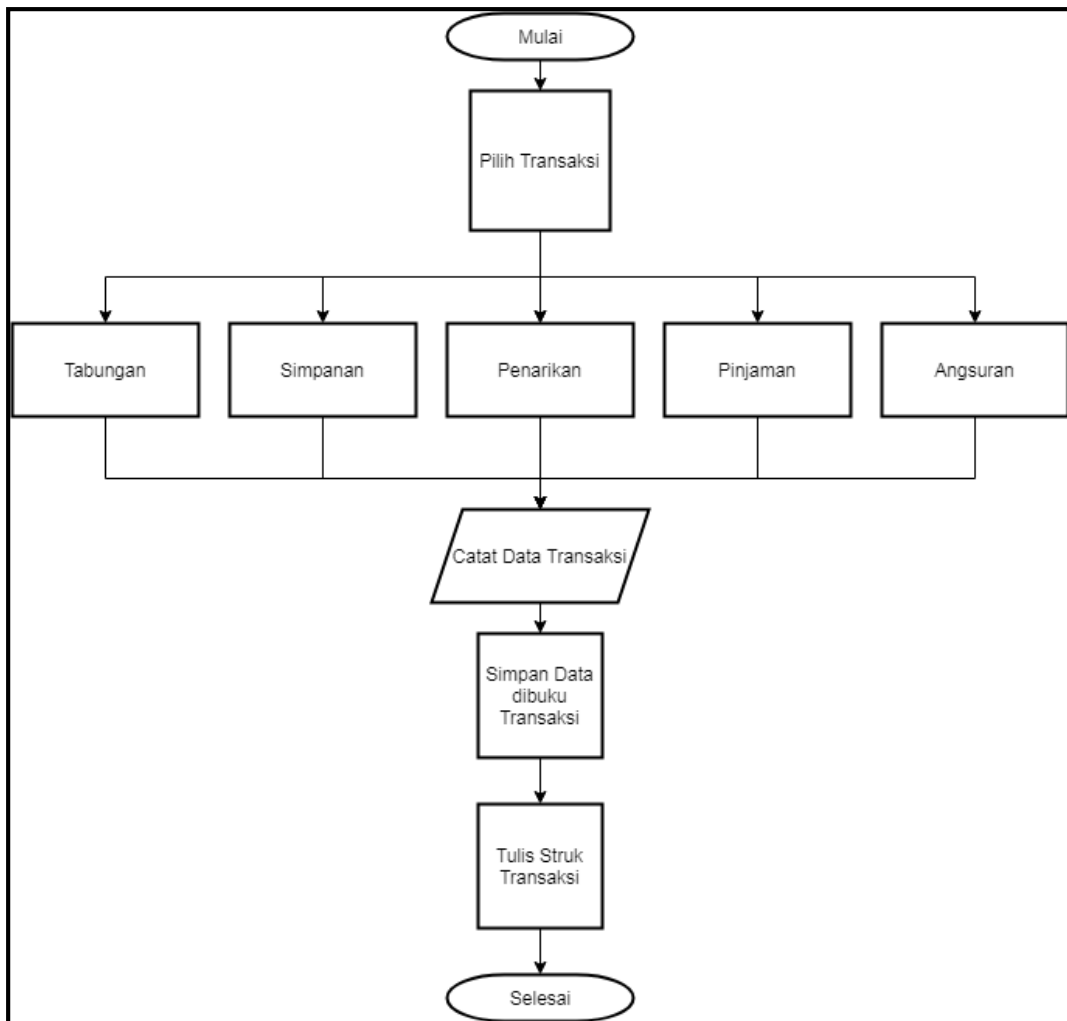 Mulai
Pilih Transaksi
Tabungan
Simpanan
Penarikan
Pinjaman
Angsuran
Catat Data Transaksi
Simpan Data
dibuku
Transaksi
Tulis Struk
Transaksi
Selesai